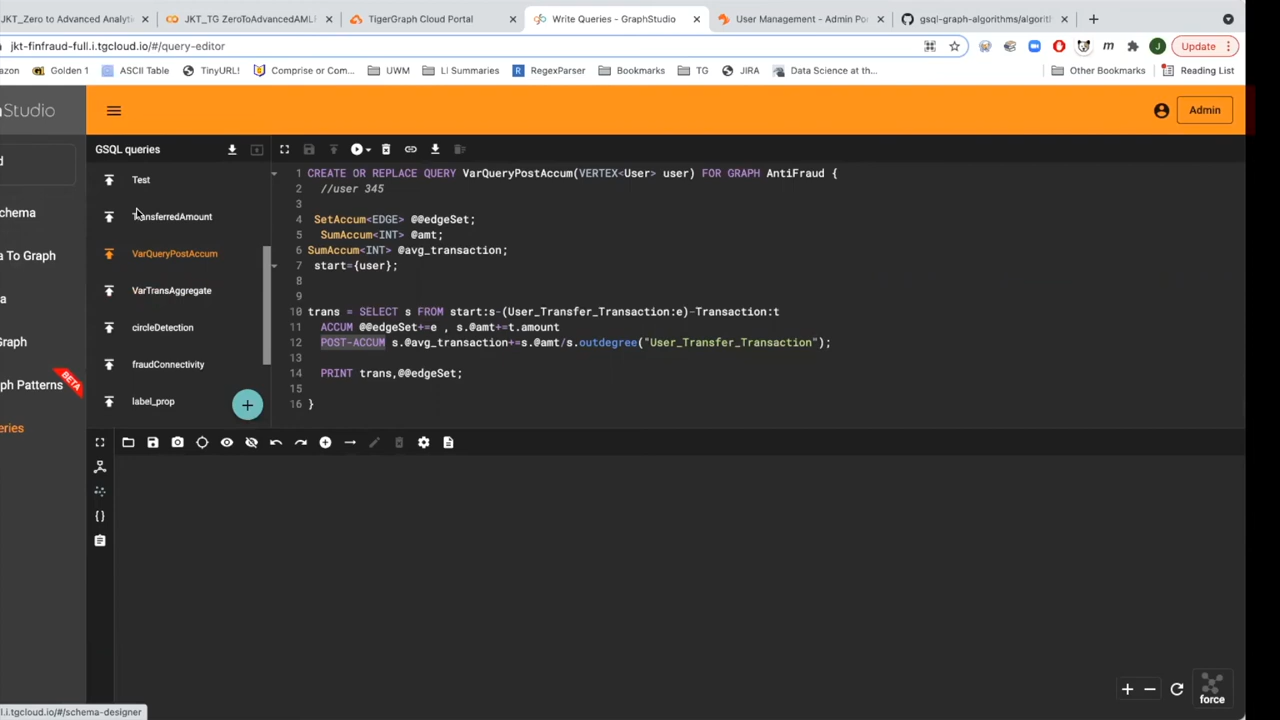 JKT_Zero to Advanced Analyti
JKT_TG ZeroToAdvancedAML
TigerGraph Cloud Portal
Write Queries - GraphStudio
User Management - Admin Po
gsql-graph-algorithms/algorith
jkt-finfraud-full.i.tgcloud.io/#/query-editor
m
J
Update
azon
Golden 1
ASCII Table
TinyURL!
Comprise or Com...
UWM
LI Summaries
R RegexParser
Bookmarks
TG
JIRA
Data Science at th...
Other Bookmarks
Reading List
Studio
Admin
GSQL queries
Test
TransferredAmount
VarQueryPostAccum
VarTransAggregate
circleDetection
fraudConnectivity
label_prop
d
chema
a To Graph
a
raph
ph Patterns
BETA
eries
1 CREATE OR REPLACE QUERY VarQueryPostAccum(VERTEX<User> user) FOR GRAPH AntiFraud {
2 //user 345
3
4 SetAccum<EDGE> @@edgeSet;
5 SumAccum<INT> @amt;
6 SumAccum<INT> @avg_transaction;
7 start={user};
8
9
10 trans = SELECT s FROM start:s-(User_Transfer_Transaction:e)-Transaction:t
11 ACCUM @@edgeSet+=e , s.@amt+=t.amount
12 POST-ACCUM s.@avg_transaction+=s.@amt/s.outdegree("User_Transfer_Transaction");
13
14 PRINT trans,@@edgeSet;
15
16 }
force
l.i.tgcloud.io/#/schema-designer